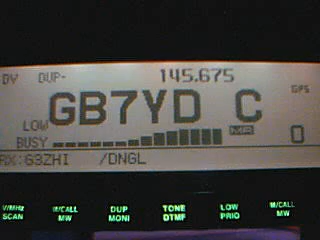 DV DUP- 145.675
GPS
GB7YD C
LOW
BUSY MR 0
RX:G3ZHI /DNGL
V/MHz M/CALL DUP TONE LOW M/CALL
SCAN MW MONI DTMF PRIO MW